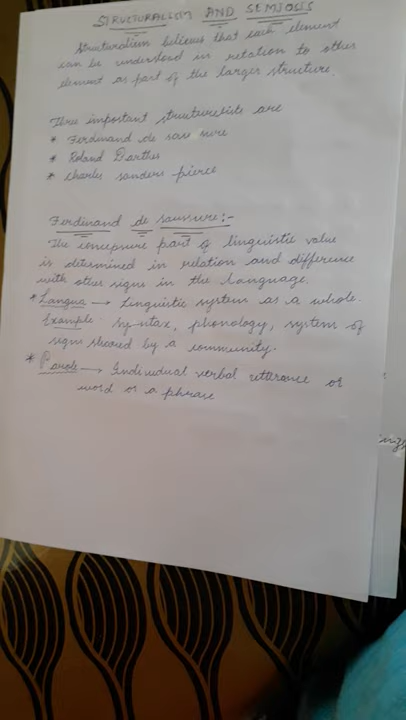 STRUCTURALISM AND SEMIOSIS
Structuralism believes that each element
can be understood in relation to other
element as part of the larger structure.
Three important structuralists are
* Ferdinand de saussure
* Roland Barthes
* Charles sanders pierce
Ferdinand de saussure:-
The conceptual part of linguistic value
is determined in relation and difference
with other signs in the language.
* Langua → Linguistic system as a whole.
Example: Syntax, phonology, system of
signs shared by a community.
* Parole → Individual verbal utterance or
word or a phrase